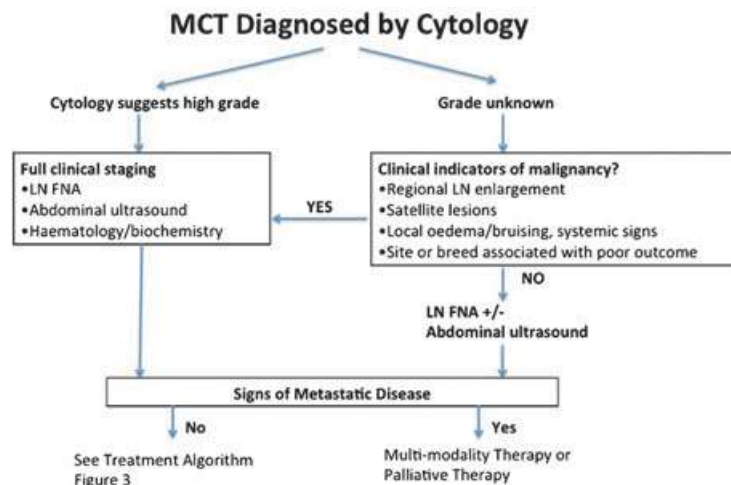 MCT Diagnosed by Cytology
Cytology suggests high grade
Grade unknown
Full clinical staging
•LN FNA
•Abdominal ultrasound
•Haematology/biochemistry
YES
Clinical indicators of malignancy?
•Regional LN enlargement
•Satellite lesions
•Local oedema/bruising, systemic signs
•Site or breed associated with poor outcome
NO
LN FNA +/-
Abdominal ultrasound
Signs of Metastatic Disease
No
Yes
See Treatment Algorithm
Figure 3
Multi-modality Therapy or
Palliative Therapy